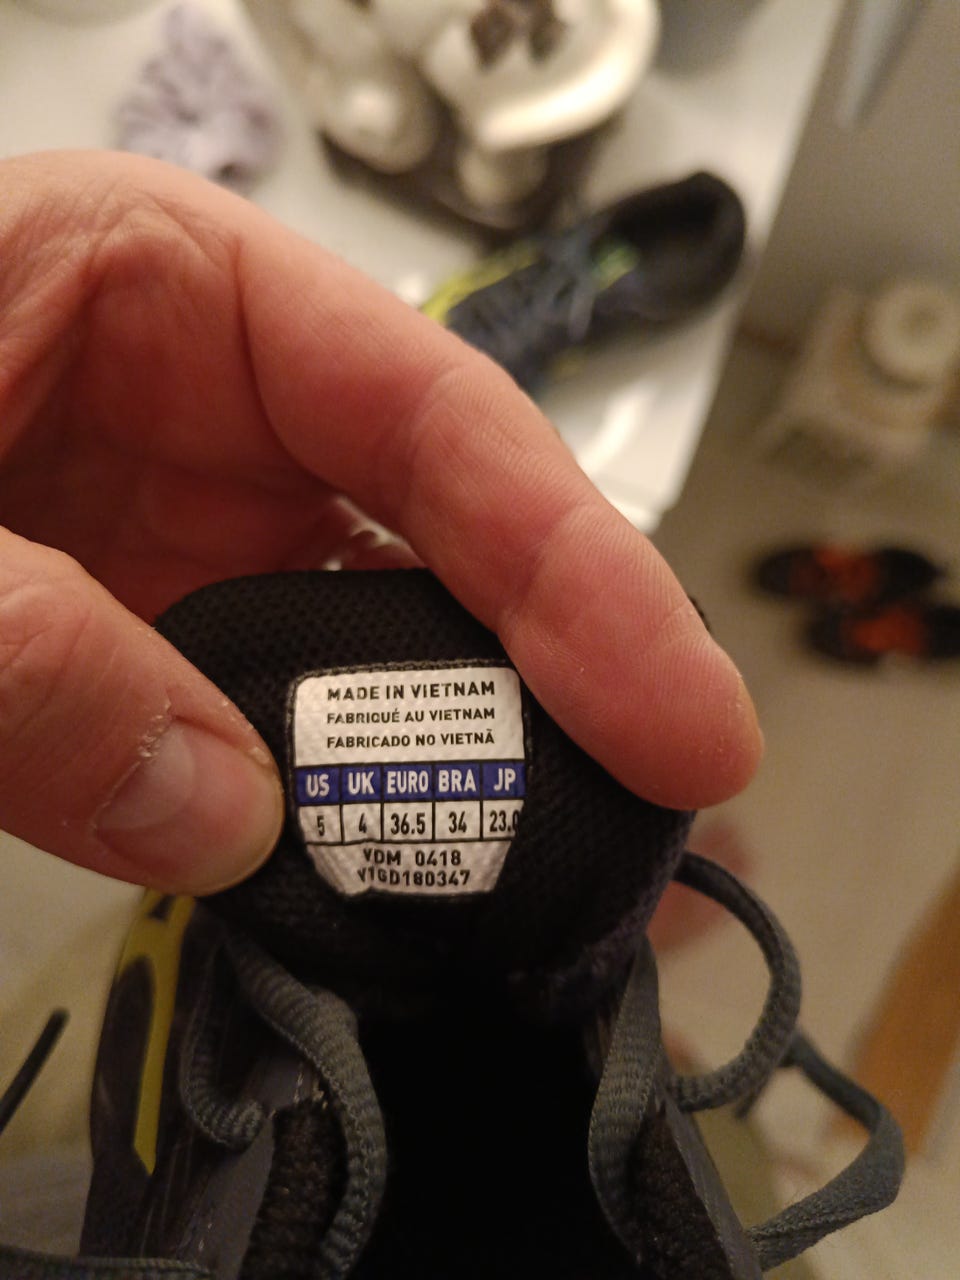 MADE IN VIETNAM
FABRIQUÉ AU VIETNAM
FABRICADO NO VIETNÃ
US UK EURO BRA JP
5 4 36.5 34 23.0
VDM 0418
V1GD180347